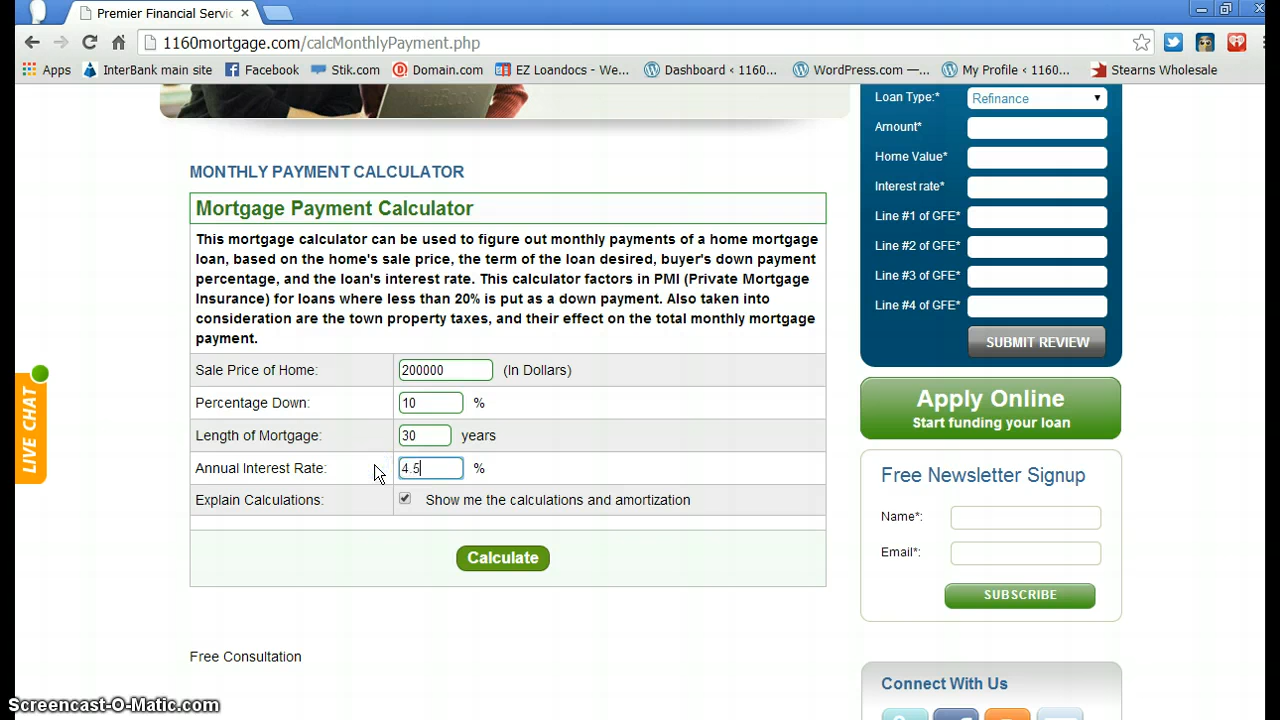 Premier Financial Servic
1160mortgage.com/calcMonthlyPayment.php
Apps InterBank main site Facebook Stik.com Domain.com EZ Loandocs - We... Dashboard ‹ 1160... WordPress.com —... My Profile ‹ 1160... Stearns Wholesale
MONTHLY PAYMENT CALCULATOR
Mortgage Payment Calculator
This mortgage calculator can be used to figure out monthly payments of a home mortgage
loan, based on the home's sale price, the term of the loan desired, buyer's down payment
percentage, and the loan's interest rate. This calculator factors in PMI (Private Mortgage
Insurance) for loans where less than 20% is put as a down payment. Also taken into
consideration are the town property taxes, and their effect on the total monthly mortgage
payment.
Sale Price of Home: 200000 (In Dollars)
Percentage Down: 10 %
Length of Mortgage: 30 years
Annual Interest Rate: 4.5 %
Explain Calculations: Show me the calculations and amortization
Calculate
Free Consultation
LIVE CHAT
Loan Type:* Refinance
Amount*
Home Value*
Interest rate*
Line #1 of GFE*
Line #2 of GFE*
Line #3 of GFE*
Line #4 of GFE*
SUBMIT REVIEW
Apply Online
Start funding your loan
Free Newsletter Signup
Name*:
Email*:
SUBSCRIBE
Connect With Us
Screencast-O-Matic.com